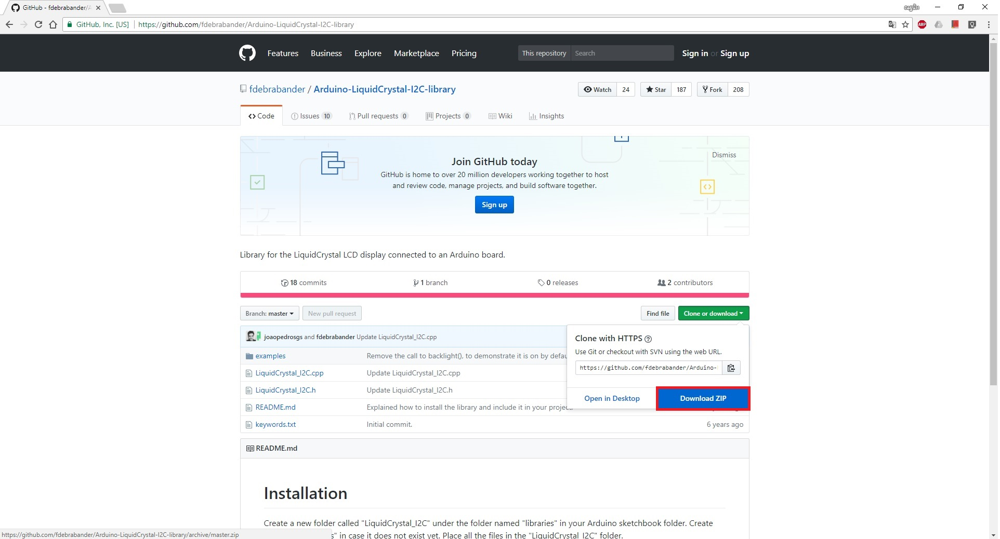 GitHub - fdebrabander/A
GitHub, Inc. [US] https://github.com/fdebrabander/Arduino-LiquidCrystal-I2C-library
ABP
Features Business Explore Marketplace Pricing This repository Search Sign in or Sign up
fdebrabander / Arduino-LiquidCrystal-I2C-library Watch 24 Star 187 Fork 208
Code Issues 10 Pull requests 0 Projects 0 Wiki Insights
Dismiss
Join GitHub today
GitHub is home to over 20 million developers working together to host
and review code, manage projects, and build software together.
Sign up
Library for the LiquidCrystal LCD display connected to an Arduino board.
18 commits 1 branch 0 releases 2 contributors
Branch: master New pull request Find file Clone or download
joaopedrosgs and fdebrabander Update LiquidCrystal_I2C.cpp
examples Remove the call to backlight(), to demonstrate it is on by defau
LiquidCrystal_I2C.cpp Update LiquidCrystal_I2C.cpp
LiquidCrystal_I2C.h Update LiquidCrystal_I2C.h
README.md Explained how to install the library and include it in your project.
keywords.txt Initial commit. 6 years ago
Clone with HTTPS
Use Git or checkout with SVN using the web URL.
https://github.com/fdebrabander/Arduino-
Open in Desktop Download ZIP
README.md
Installation
Create a new folder called "LiquidCrystal_I2C" under the folder named "libraries" in your Arduino sketchbook folder. Create
s" in case it does not exist yet. Place all the files in the "LiquidCrystal_I2C" folder.
https://github.com/fdebrabander/Arduino-LiquidCrystal-I2C-library/archive/master.zip